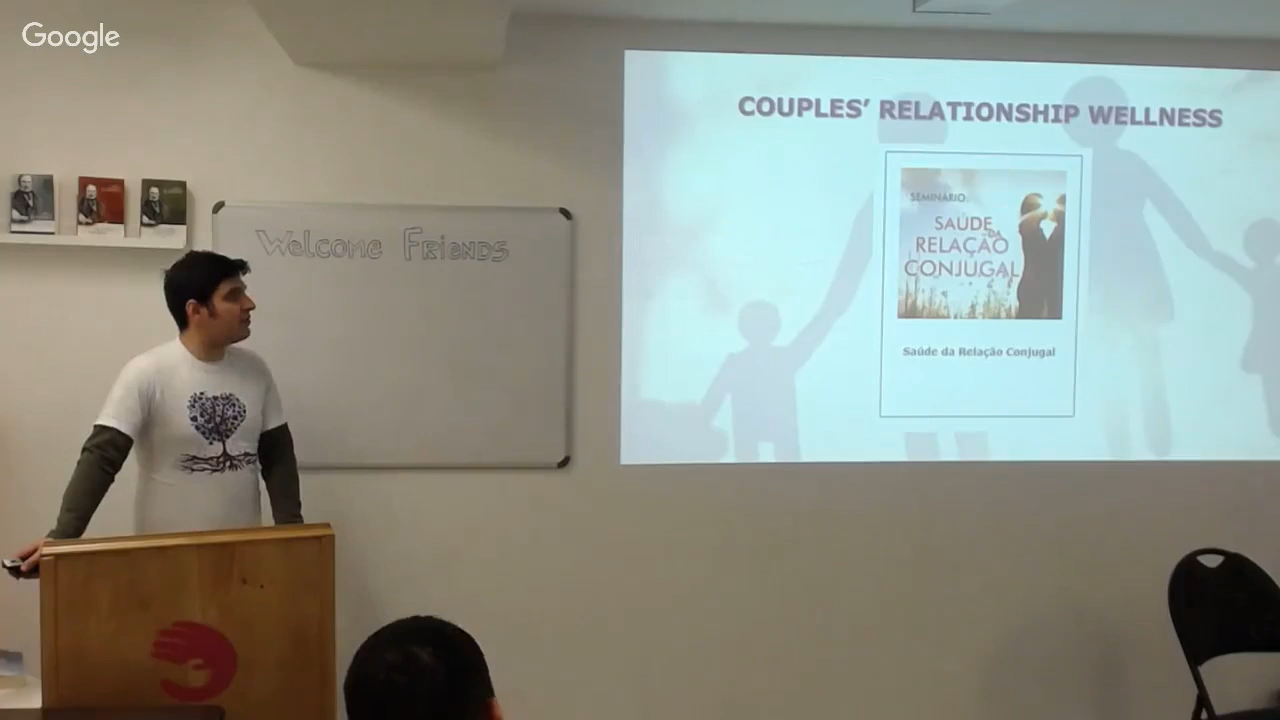 Google
Welcome Friends
COUPLES' RELATIONSHIP WELLNESS
SEMINÁRIO:
SAÚDE
DA
RELAÇÃO
CONJUGAL
Saúde da Relação Conjugal